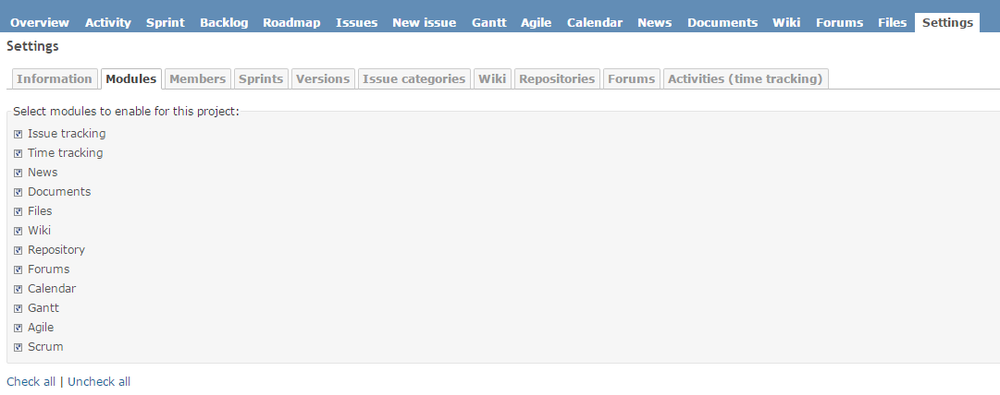 Overview Activity Sprint Backlog Roadmap Issues New issue Gantt Agile Calendar News Documents Wiki Forums Files Settings
Settings
Information Modules Members Sprints Versions Issue categories Wiki Repositories Forums Activities (time tracking)
Select modules to enable for this project:
Issue tracking
Time tracking
News
Documents
Files
Wiki
Repository
Forums
Calendar
Gantt
Agile
Scrum
Check all | Uncheck all